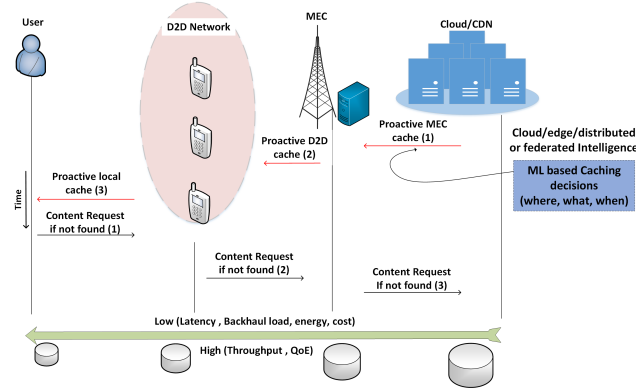 User
D2D Network
MEC
Cloud/CDN
Proactive MEC
cache (1)
Proactive D2D
cache (2)
Cloud/edge/distributed
or federated Intelligence
ML based Caching
decisions
(where, what, when)
Proactive local
cache (3)
Time
Content Request
if not found (1)
Content Request
if not found (2)
Content Request
If not found (3)
Low (Latency , Backhaul load, energy, cost)
High (Throughput , QoE)